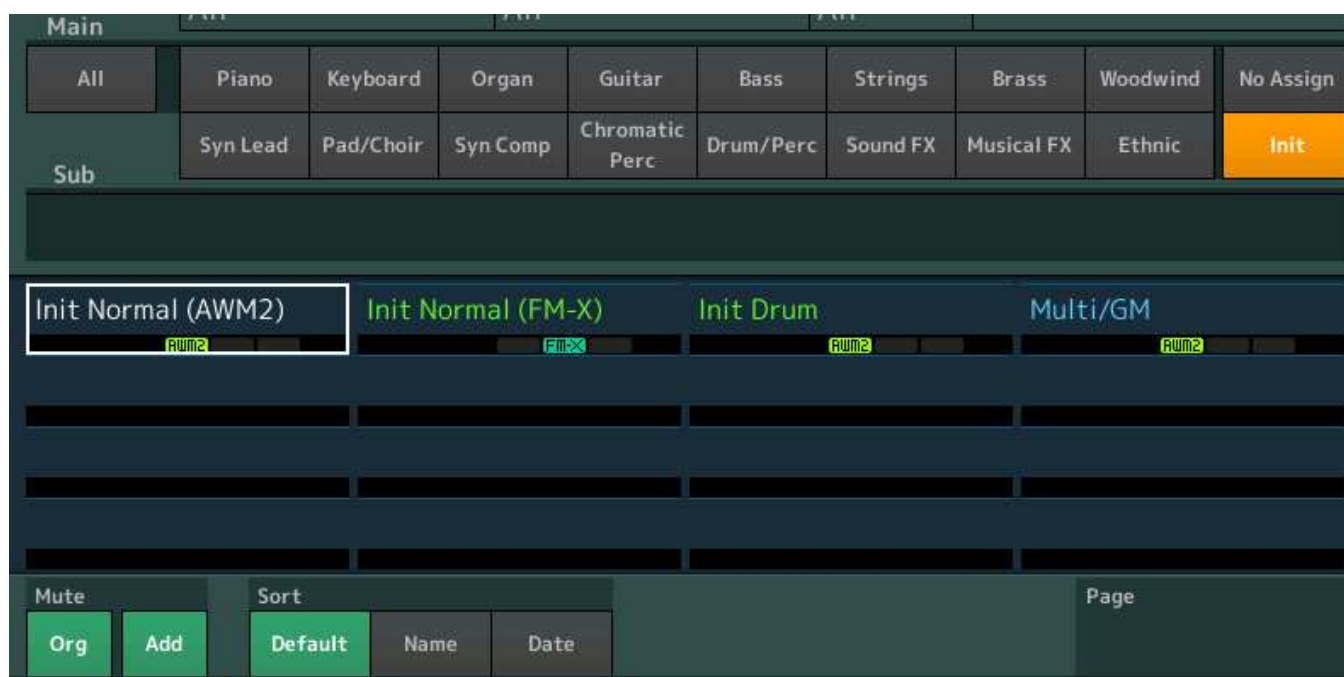 Main
All Piano Keyboard Organ Guitar Bass Strings Brass Woodwind No Assign
Syn Lead Pad/Choir Syn Comp Chromatic Perc Drum/Perc Sound FX Musical FX Ethnic Init
Sub
Init Normal (AWM2) Init Normal (FM-X) Init Drum Multi/GM
AWM2 FM-X AWM2 AWM2
Mute Sort Page
Org Add Default Name Date